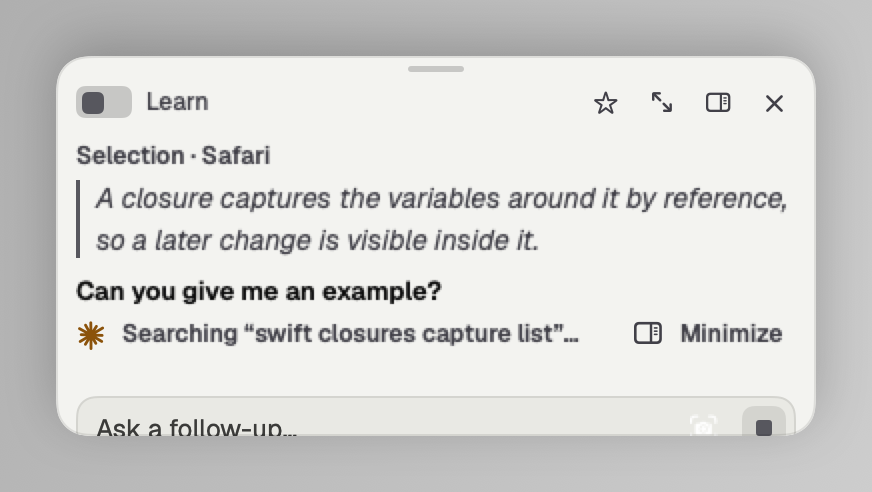 Learn
Selection · Safari
A closure captures the variables around it by reference,
so a later change is visible inside it.
Can you give me an example?
Searching “swift closures capture list”…
Minimize
Ask a follow-up…